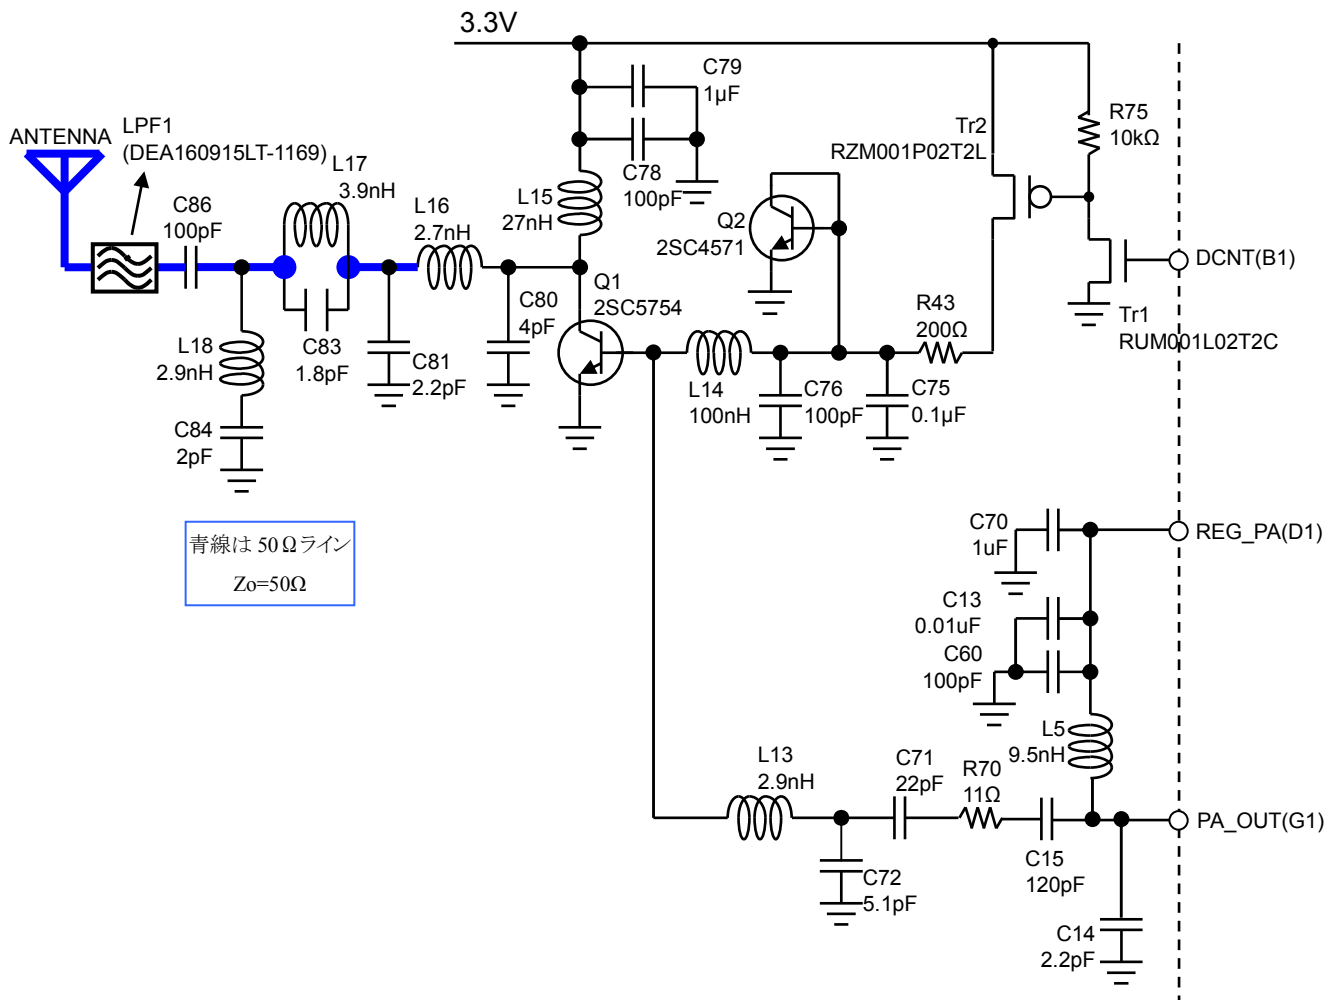 3.3V
C79
1µF
ANTENNA
LPF1
(DEA160915LT-1169)
L17
3.9nH
C86
100pF
L16
2.7nH
L15
27nH
C78
100pF
Tr2
RZM001P02T2L
R75
10kΩ
Q2
2SC4571
DCNT(B1)
Q1
2SC5754
C80
4pF
R43
200Ω
Tr1
RUM001L02T2C
L18
2.9nH
C83
1.8pF
C81
2.2pF
L14
100nH
C76
100pF
C75
0.1µF
C84
2pF
青線は 50Ωライン
Zo=50Ω
C70
1uF
REG_PA(D1)
C13
0.01uF
C60
100pF
L5
9.5nH
L13
2.9nH
C71
22pF
R70
11Ω
PA_OUT(G1)
C15
120pF
C72
5.1pF
C14
2.2pF